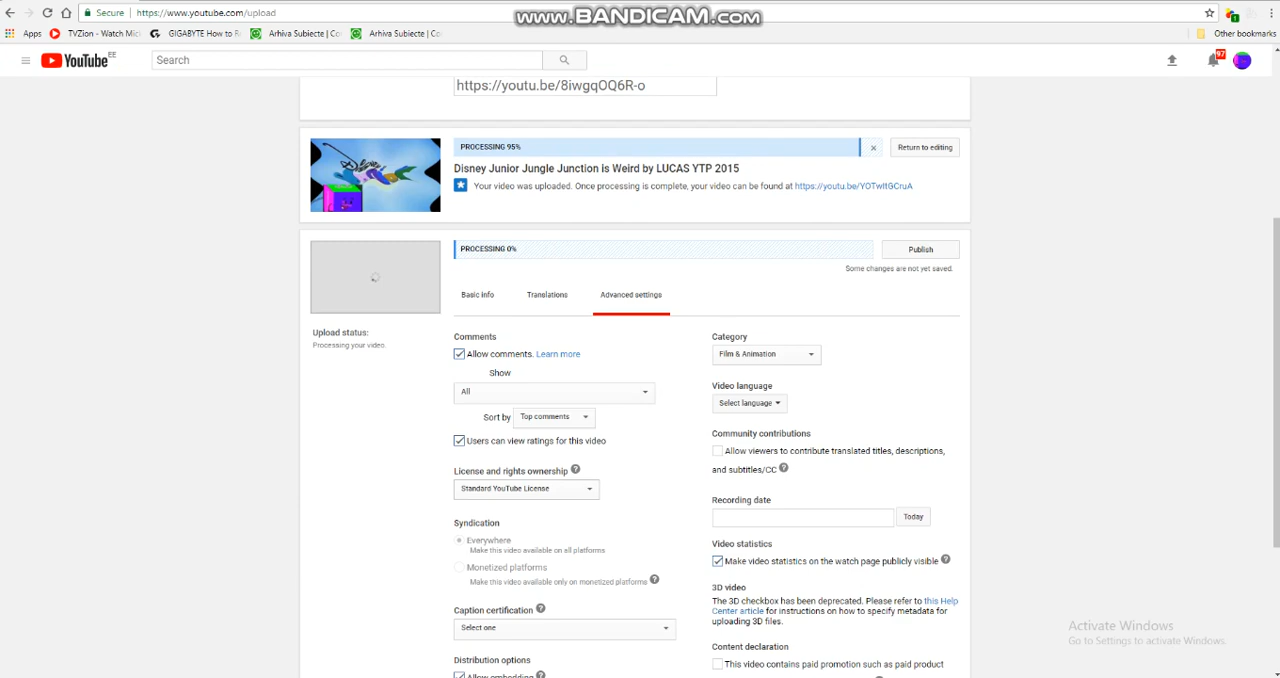 Secure https://www.youtube.com/upload
www.BANDICAM.com
Apps TVZion - Watch Mic GIGABYTE How to R Arhiva Subiecte | Co Arhiva Subiecte | Co Other bookmarks
YouTube EE Search 97
https://youtu.be/8iwgqOQ6R-o
PROCESSING 95% Return to editing
Disney Junior Jungle Junction is Weird by LUCAS YTP 2015
Your video was uploaded. Once processing is complete, your video can be found at https://youtu.be/YOTwItGCruA
PROCESSING 0% Publish
Some changes are not yet saved.
Basic info Translations Advanced settings
Upload status:
Processing your video.
Comments
Allow comments. Learn more
Show
All
Sort by Top comments
Users can view ratings for this video
License and rights ownership ?
Standard YouTube License
Syndication
Everywhere
Make this video available on all platforms
Monetized platforms
Make this video available only on monetized platforms ?
Caption certification ?
Select one
Distribution options
Allow embedding ?
Category
Film & Animation
Video language
Select language
Community contributions
Allow viewers to contribute translated titles, descriptions,
and subtitles/CC ?
Recording date
Today
Video statistics
Make video statistics on the watch page publicly visible ?
3D video
The 3D checkbox has been deprecated. Please refer to this Help
Center article for instructions on how to specify metadata for
uploading 3D files.
Content declaration
This video contains paid promotion such as paid product
Activate Windows
Go to Settings to activate Windows.